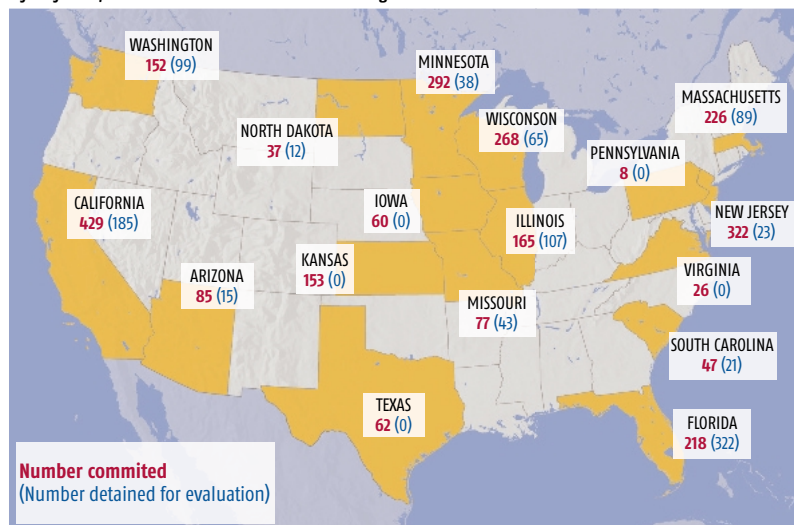 WASHINGTON
152 (99)
MINNESOTA
292 (38)
MASSACHUSETTS
226 (89)
WISCONSON
268 (65)
NORTH DAKOTA
37 (12)
PENNSYLVANIA
8 (0)
CALIFORNIA
429 (185)
IOWA
60 (0)
ILLINOIS
165 (107)
NEW JERSEY
322 (23)
KANSAS
153 (0)
ARIZONA
85 (15)
VIRGINIA
26 (0)
MISSOURI
77 (43)
SOUTH CAROLINA
47 (21)
TEXAS
62 (0)
FLORIDA
218 (322)
Number commited
(Number detained for evaluation)